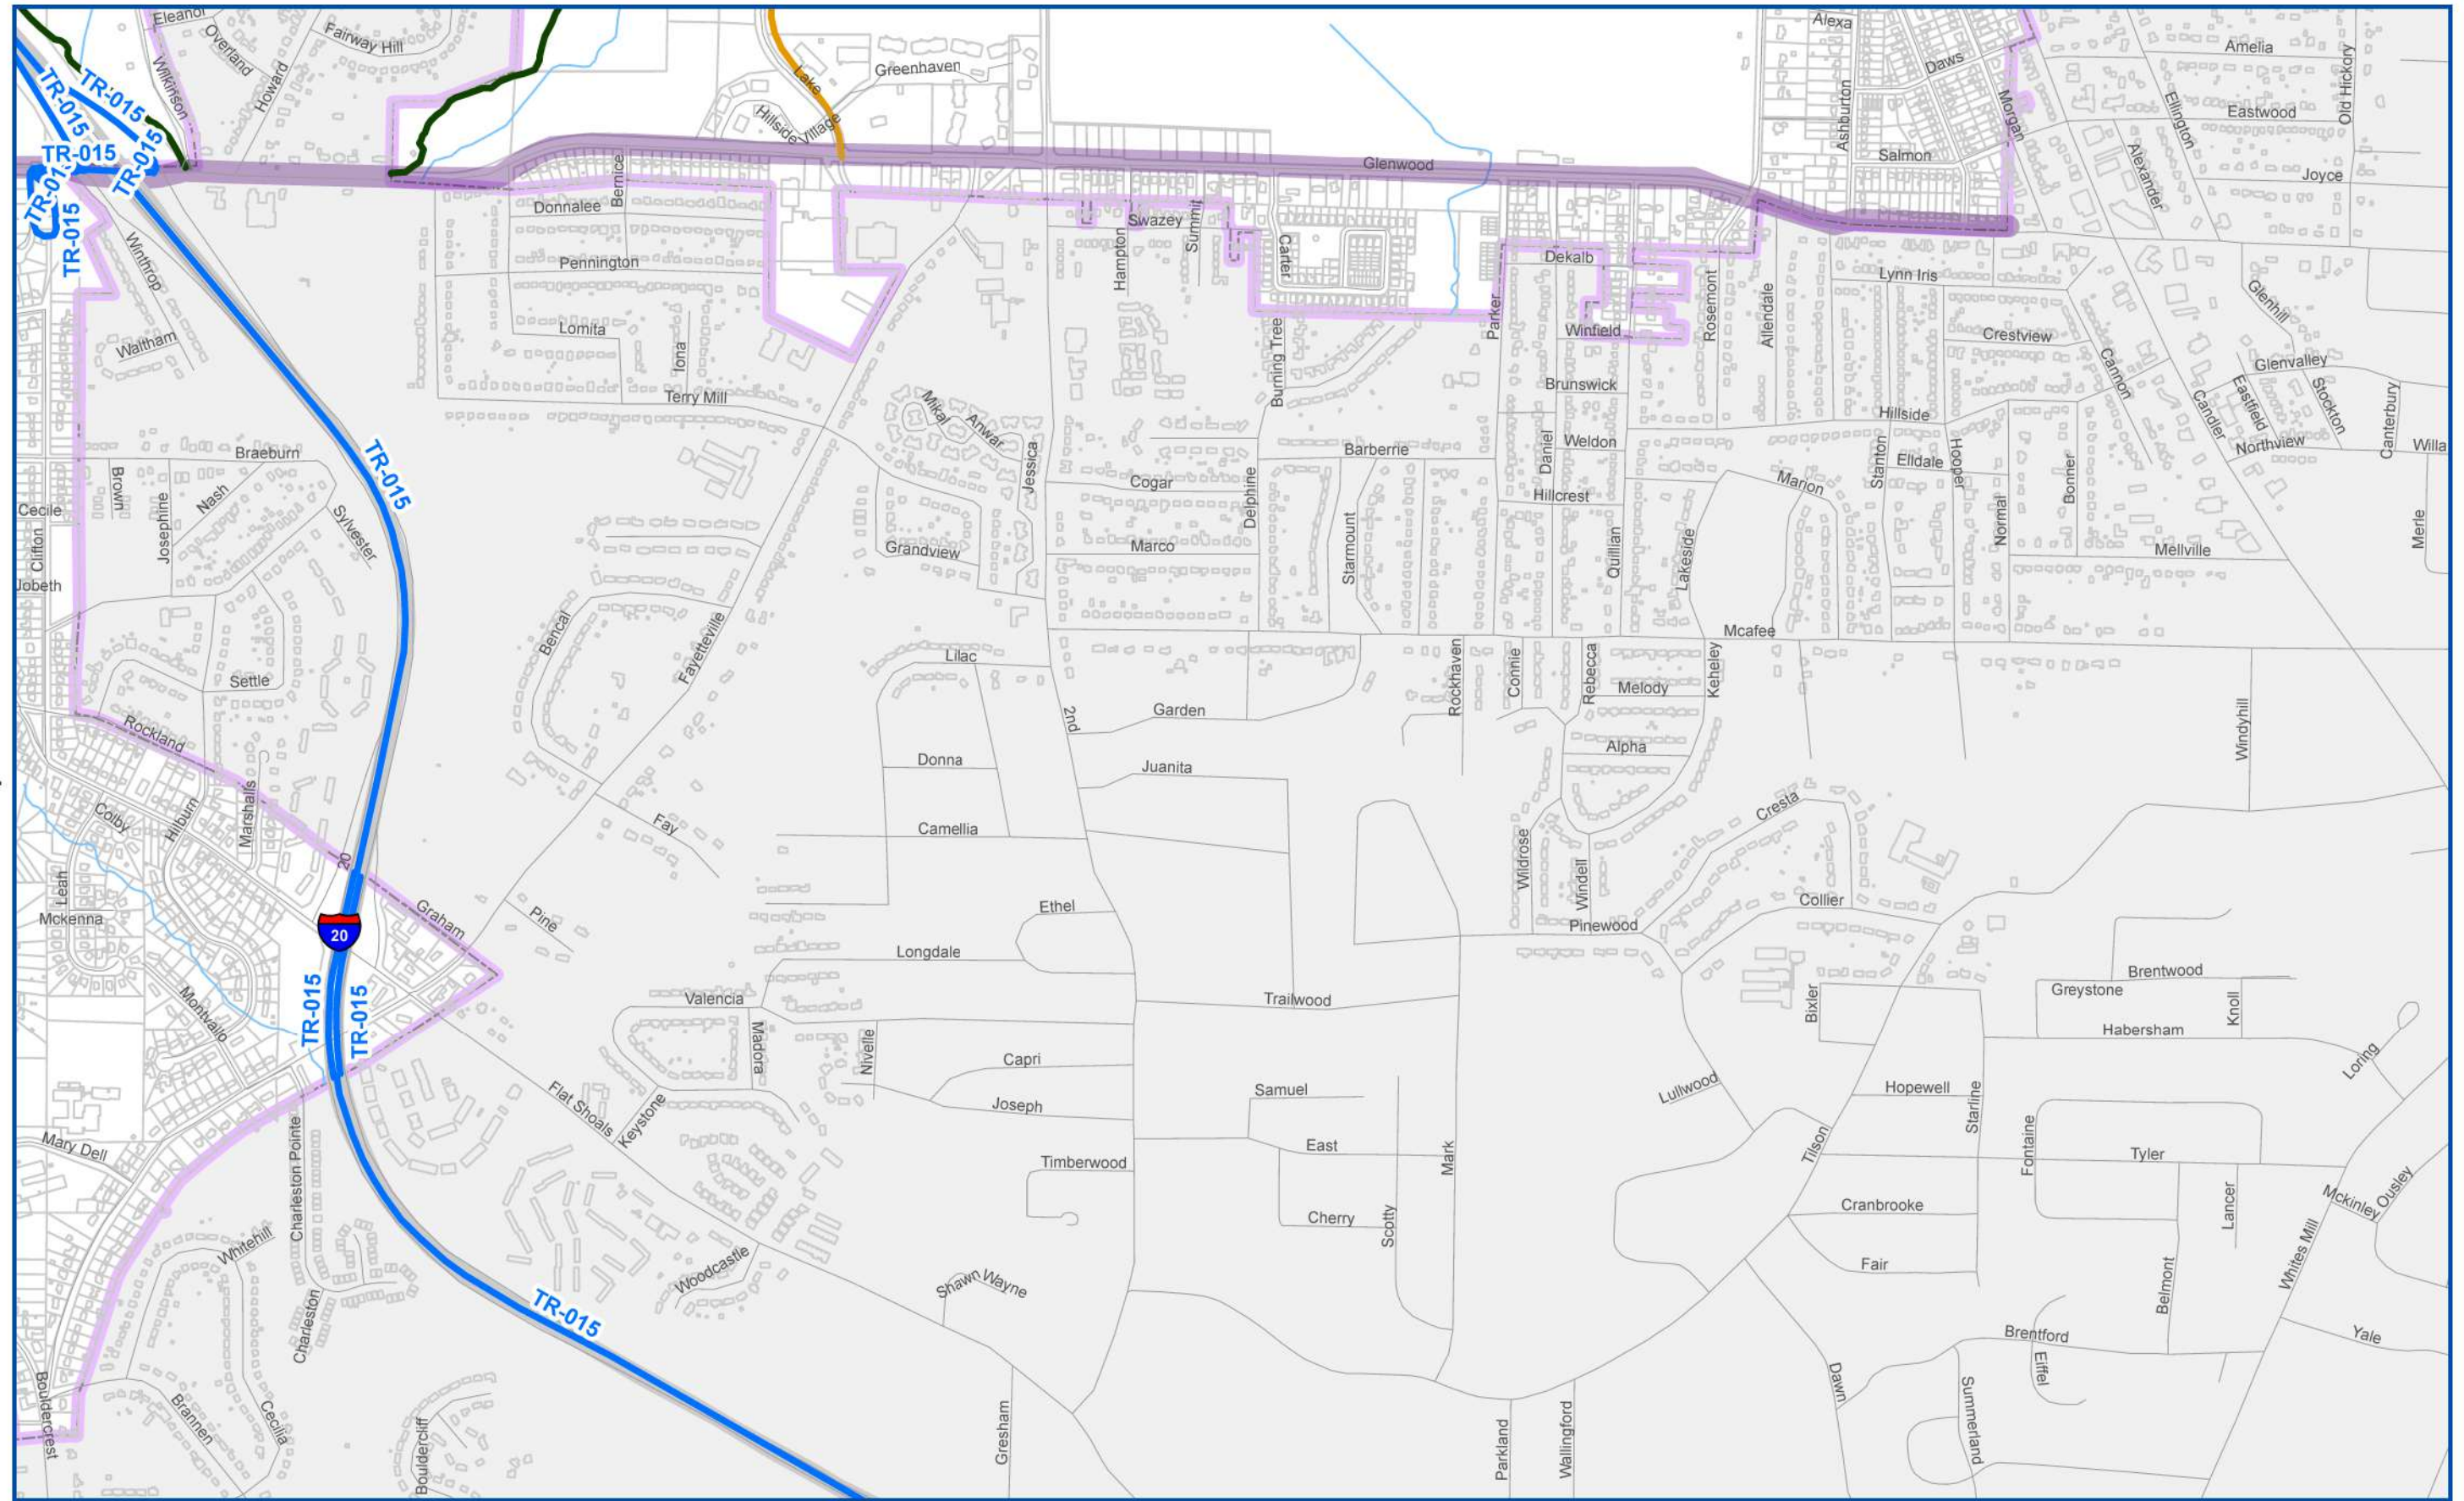 Eleanor
Overland
Fairway Hill
Wilkinson
Howard
Lake
Greenhaven
Hillside Village
Alexa
Daws
Ashburton
Morgan
Salmon
Amelia
Old Hickory
Ellington
Eastwood
Alexander
Joyce
TR-015
TR-015
TR-015
TR-015
TR-015
TR-015
Glenwood
Winthrop
Donnalee
Bernice
Swazey
Summit
Hampton
Carter
Pennington
Dekalb
Lynn Iris
Glenhill
Waltham
Lomita
Iona
Burning Tree
Parker
Winfield
Rosemont
Allendale
Crestview
Cannon
Glenvalley
Terry Mill
Mikal
Anwar
Brunswick
Hillside
Candler
Eastfield
Stockton
Canterbury
Northview
Willa
TR-015
Braeburn
Brown
Josephine
Nash
Sylvester
Jessica
Barberrie
Daniel
Weldon
Stanton
Elldale
Hooper
Bonner
Cogar
Delphine
Hillcrest
Marion
Normal
Merle
Cecile
Clifton
Jobeth
Grandview
Marco
Starmount
Quillian
Lakeside
Mellville
Bencal
Fayetteville
Lilac
Mcafee
Settle
2nd
Garden
Rockhaven
Connie
Rebecca
Melody
Keheley
Windyhill
Rockland
Donna
Juanita
Alpha
Colby
Hilburn
Marshalls
Fay
Camellia
Cresta
20
Wildrose
Windell
Leah
Mckenna
Graham
Pine
Ethel
Collier
Pinewood
20
Longdale
TR-015
TR-015
Montvallo
Valencia
Madora
Nivelle
Trailwood
Bixler
Brentwood
Greystone
Knoll
Habersham
Loring
Capri
Flat Shoals
Keystone
Joseph
Samuel
Lullwood
Hopewell
Starline
Mary Dell
Charleston Pointe
Timberwood
East
Mark
Tilson
Fontaine
Tyler
Lancer
Mckinley
Ousley
Whitehill
Cherry
Scotty
Cranbrooke
Whites Mill
Woodcastle
Shawn Wayne
Fair
Belmont
Charleston
TR-015
Brentford
Yale
Eiffel
Dawn
Bouldercrest
Brannen
Cecilia
Bouldercliff
Gresham
Parkland
Wallingford
Summerland